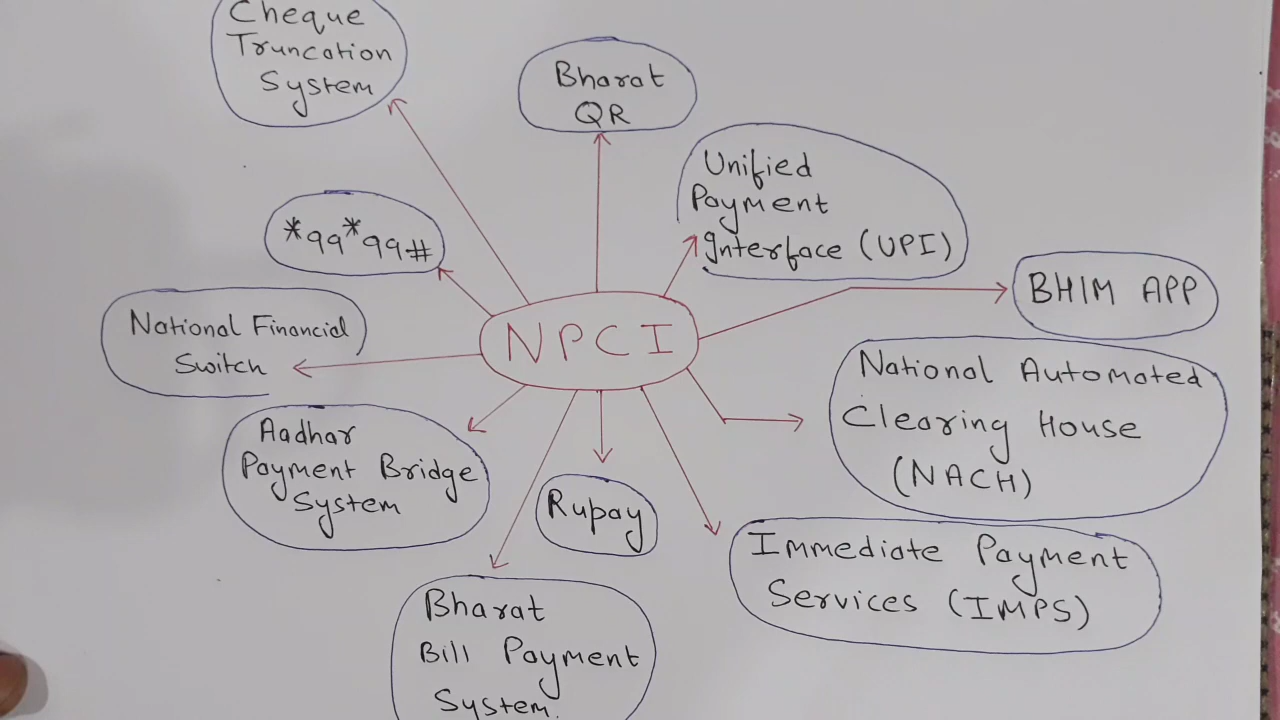 Cheque
Truncation
System
Bharat
QR
Unified
Payment
Interface (UPI)
*99*99#
BHIM APP
National Financial
Switch
NPCI
National Automated
Clearing House
(NACH)
Aadhar
Payment Bridge
System
Rupay
Immediate Payment
Services (IMPS)
Bharat
Bill Payment
System.